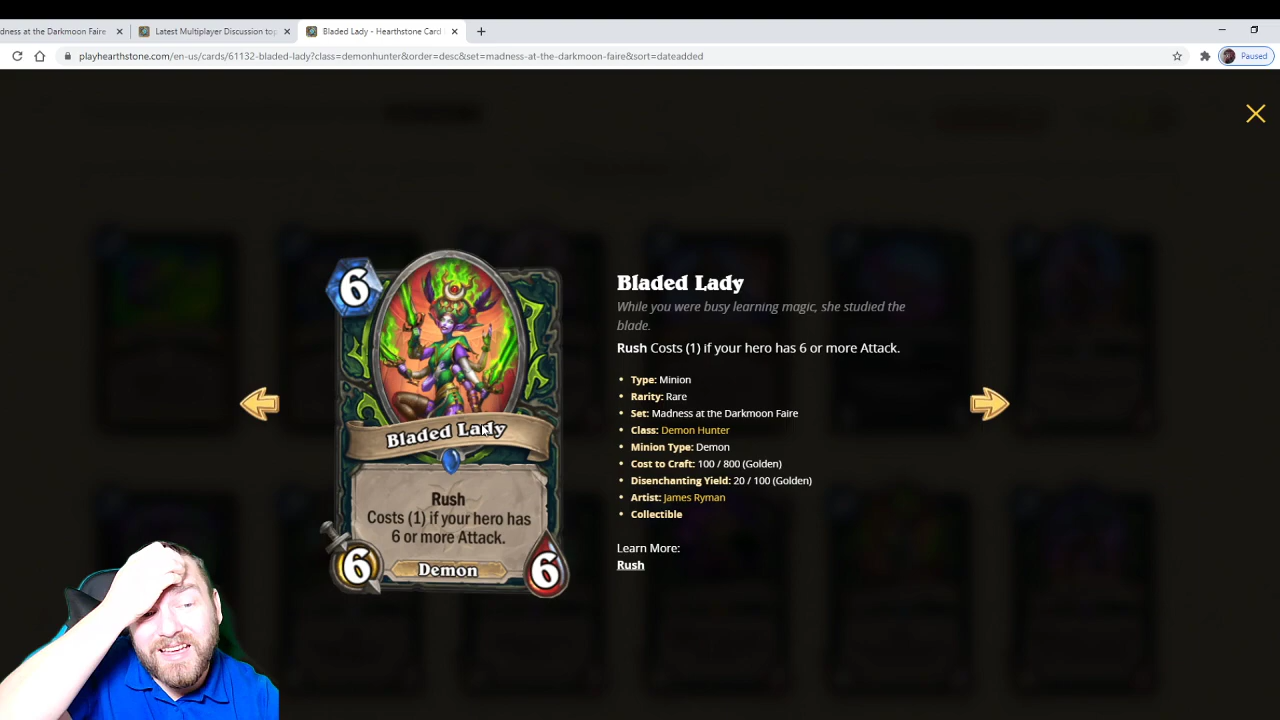 dness at the Darkmoon Faire
Latest Multiplayer Discussion top
Bladed Lady - Hearthstone Card
playhearthstone.com/en-us/cards/61132-bladed-lady?class=demonhunter&order=desc&set=madness-at-the-darkmoon-faire&sort=dateadded
Paused
6
Bladed Lady
Rush
Costs (1) if your hero has
6 or more Attack.
6
Demon
6
Bladed Lady
While you were busy learning magic, she studied the
blade.
Rush Costs (1) if your hero has 6 or more Attack.
• Type: Minion
• Rarity: Rare
• Set: Madness at the Darkmoon Faire
• Class: Demon Hunter
• Minion Type: Demon
• Cost to Craft: 100 / 800 (Golden)
• Disenchanting Yield: 20 / 100 (Golden)
• Artist: James Ryman
• Collectible
Learn More:
Rush